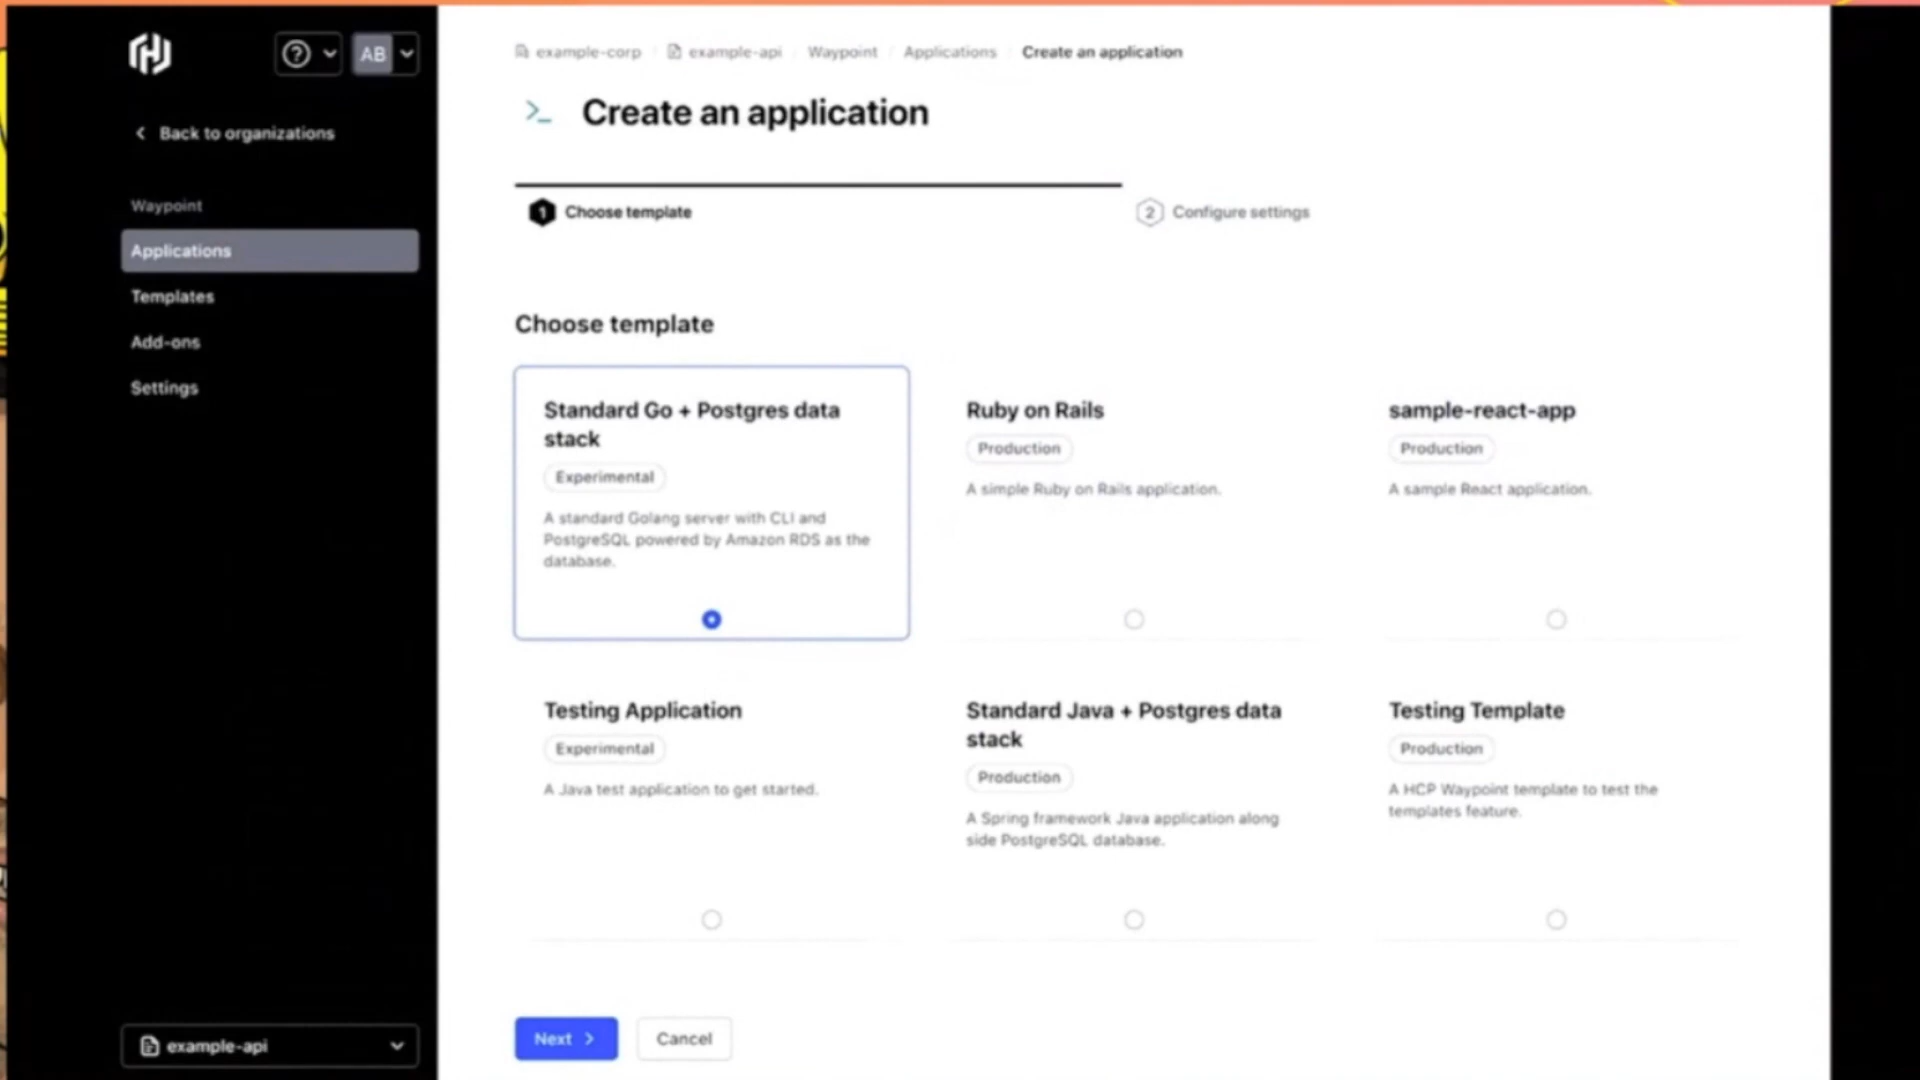 AB
Back to organizations
Waypoint
Applications
Templates
Add-ons
Settings
example-api
example-corp / example-api / Waypoint / Applications / Create an application
>_ Create an application
1 Choose template
2 Configure settings
Choose template
Standard Go + Postgres data
stack
Experimental
A standard Golang server with CLI and
PostgreSQL powered by Amazon RDS as the
database.
Ruby on Rails
Production
A simple Ruby on Rails application.
sample-react-app
Production
A sample React application.
Testing Application
Experimental
A Java test application to get started.
Standard Java + Postgres data
stack
Production
A Spring framework Java application along
side PostgreSQL database.
Testing Template
Production
A HCP Waypoint template to test the
templates feature.
Next
Cancel